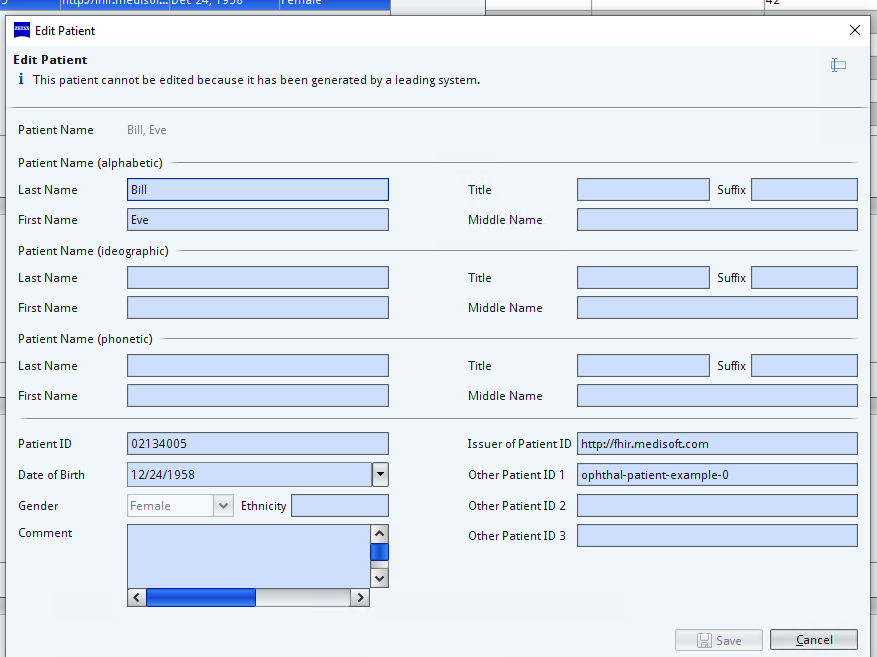 http://fhir.medisoft.... Dec 24, 1958 Female 42
ZEISS Edit Patient
Edit Patient
i This patient cannot be edited because it has been generated by a leading system.
Patient Name Bill, Eve
Patient Name (alphabetic)
Last Name Bill Title Suffix
First Name Eve Middle Name
Patient Name (ideographic)
Last Name Title Suffix
First Name Middle Name
Patient Name (phonetic)
Last Name Title Suffix
First Name Middle Name
Patient ID 02134005 Issuer of Patient ID http://fhir.medisoft.com
Date of Birth 12/24/1958 Other Patient ID 1 ophthal-patient-example-0
Gender Female Ethnicity Other Patient ID 2
Comment Other Patient ID 3
Save Cancel